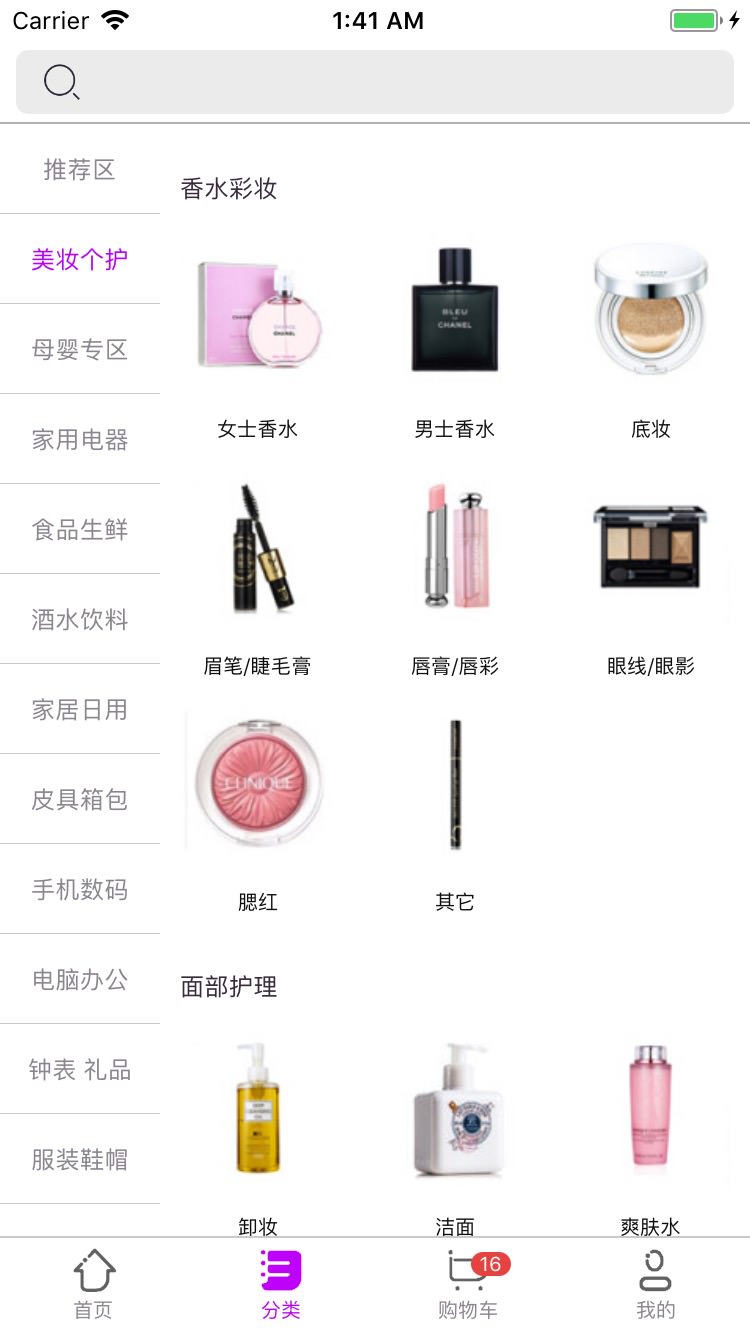 Carrier 1:41 AM
推荐区
美妆个护
母婴专区
家用电器
食品生鲜
酒水饮料
家居日用
皮具箱包
手机数码
电脑办公
钟表 礼品
服装鞋帽
香水彩妆
CHANEL
BLEU
DE
CHANEL
女士香水
男士香水
底妆
眉笔/睫毛膏
唇膏/唇彩
眼线/眼影
CLINIQUE
腮红
其它
面部护理
卸妆
洁面
爽肤水
16
首页
分类
购物车
我的